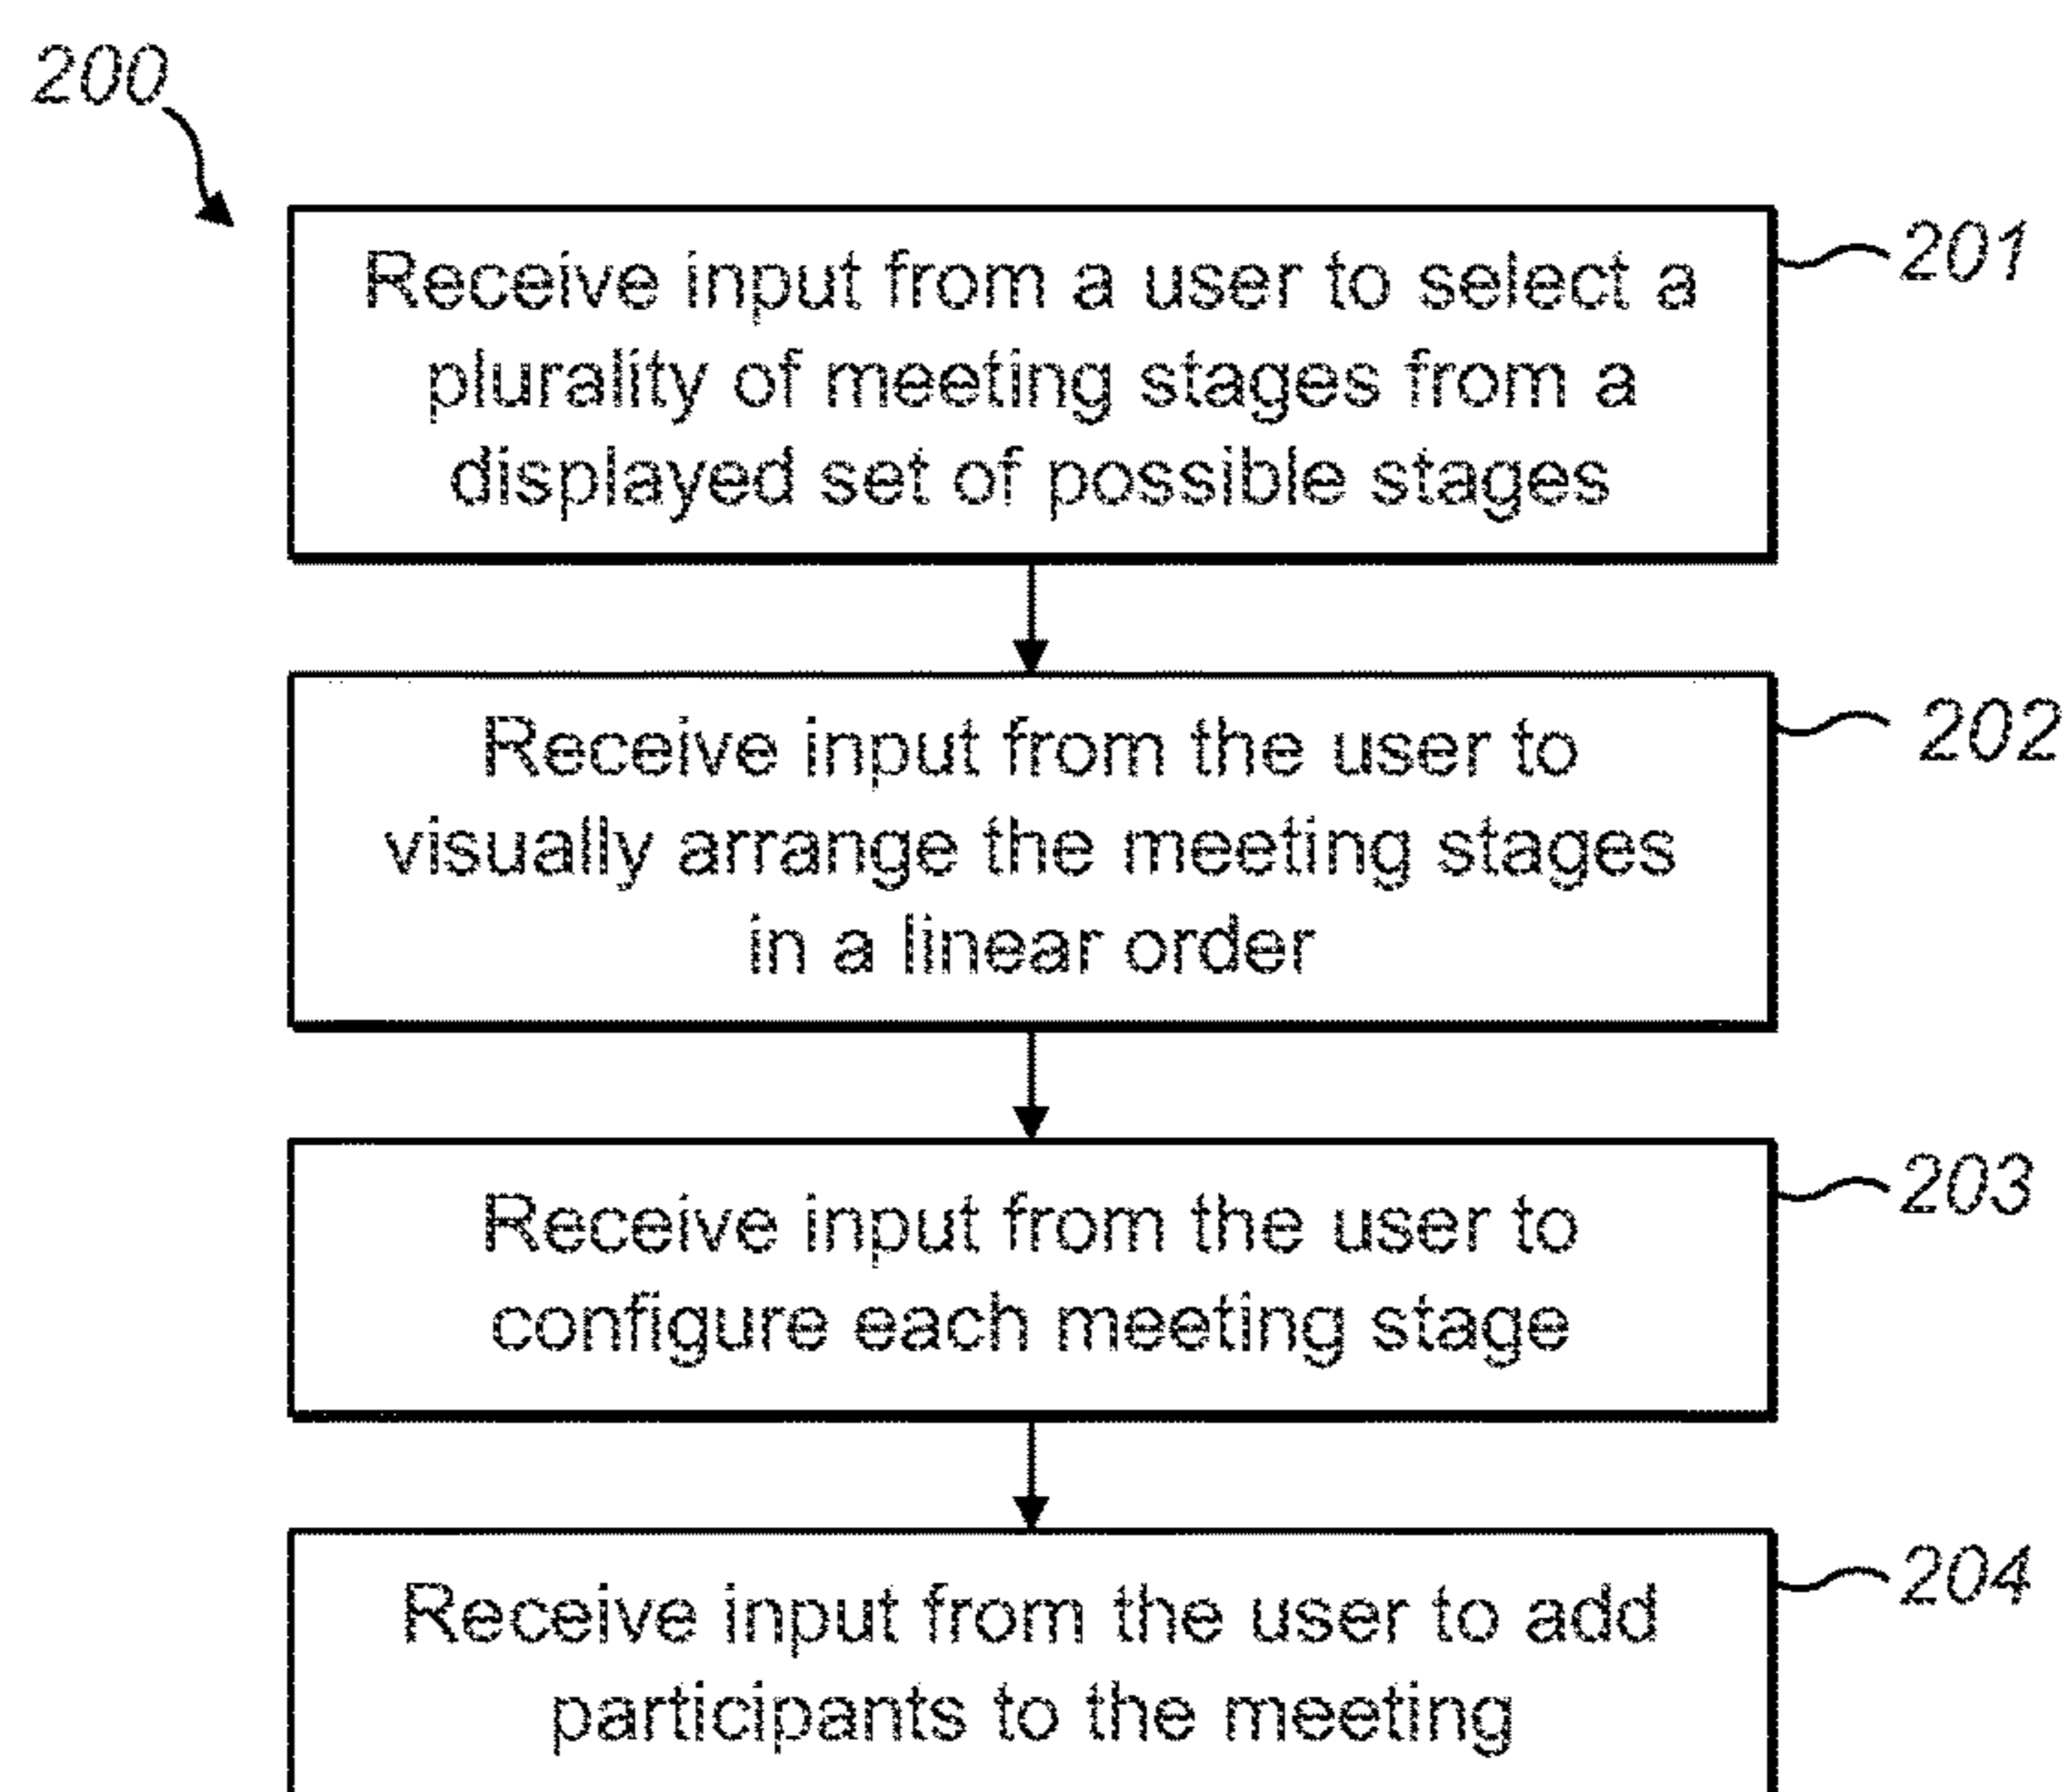 200
Receive input from a user to select a
plurality of meeting stages from a
displayed set of possible stages
201
Receive input from the user to
visually arrange the meeting stages
in a linear order
202
Receive input from the user to
configure each meeting stage
203
Receive input from the user to add
participants to the meeting
204